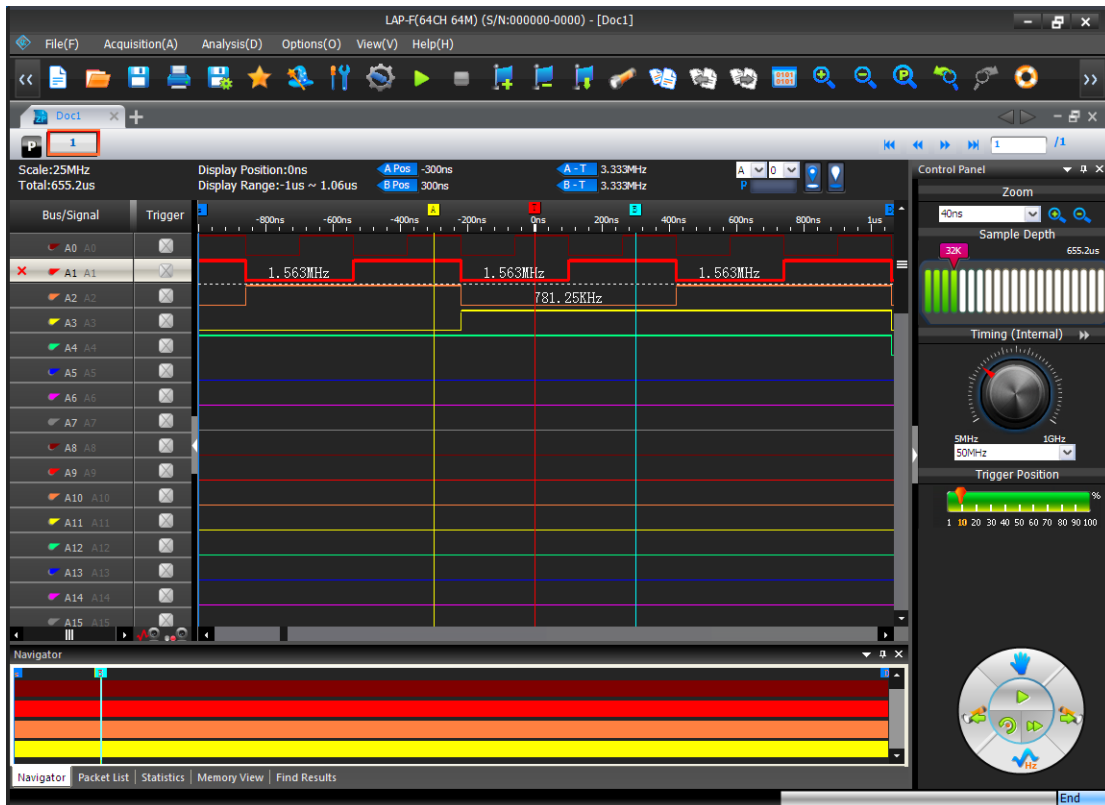 LAP-F(64CH 64M) (S/N:000000-0000) - [Doc1]
File(F) Acquisition(A) Analysis(D) Options(O) View(V) Help(H)
Doc1
P 1 1 /1
Scale:25MHz Display Position:0ns A Pos -300ns A - T 3.333MHz A 0
Total:655.2us Display Range:-1us ~ 1.06us B Pos 300ns B - T 3.333MHz P
Control Panel
Zoom
40ns
Sample Depth
32K 655.2us
Timing (Internal)
5MHz 1GHz
50MHz
Trigger Position
%
1 10 20 30 40 50 60 70 80 90 100
Bus/Signal Trigger
A T B
-800ns -600ns -400ns -200ns 0ns 200ns 400ns 600ns 800ns 1us
A0 A0
A1 A1 1.563MHz 1.563MHz 1.563MHz
A2 A2 781.25KHz
A3 A3
A4 A4
A5 A5
A6 A6
A7 A7
A8 A8
A9 A9
A10 A10
A11 A11
A12 A12
A13 A13
A14 A14
A15 A15
Navigator
Navigator Packet List Statistics Memory View Find Results
Hz
End